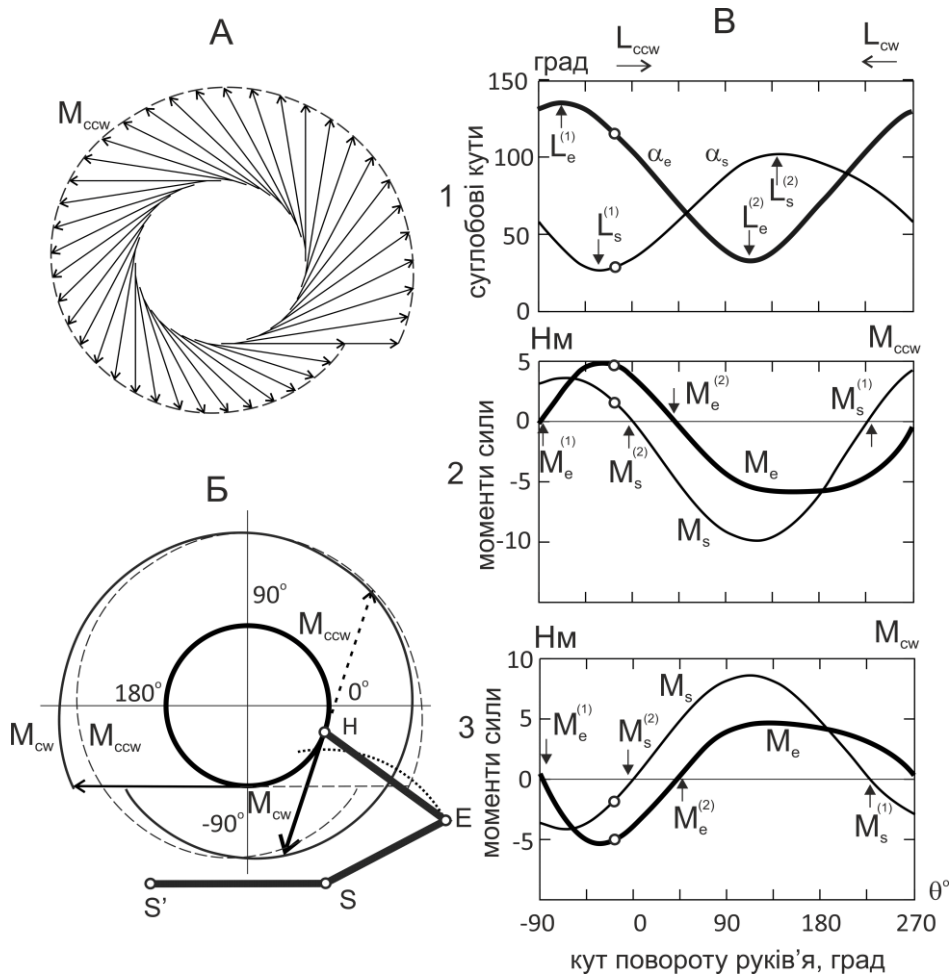 А
M_ccw
Б
90°
M_ccw
180°
0°
H
M_cw
M_ccw
M_cw
-90°
E
S'
S
В
L_ccw
L_cw
град
150
100
50
0
1
суглобові кути
L_e^(1)
α_e
α_s
L_s^(2)
L_s^(1)
L_e^(2)
Нм
M_ccw
5
0
-5
-10
2
моменти сили
M_e^(2)
M_s^(1)
M_e^(1)
M_s^(2)
M_e
M_s
Нм
M_cw
10
5
0
-5
3
моменти сили
M_s
M_e^(1)
M_s^(2)
M_e
M_e^(2)
M_s^(1)
θ°
-90
0
90
180
270
кут повороту руків'я, град